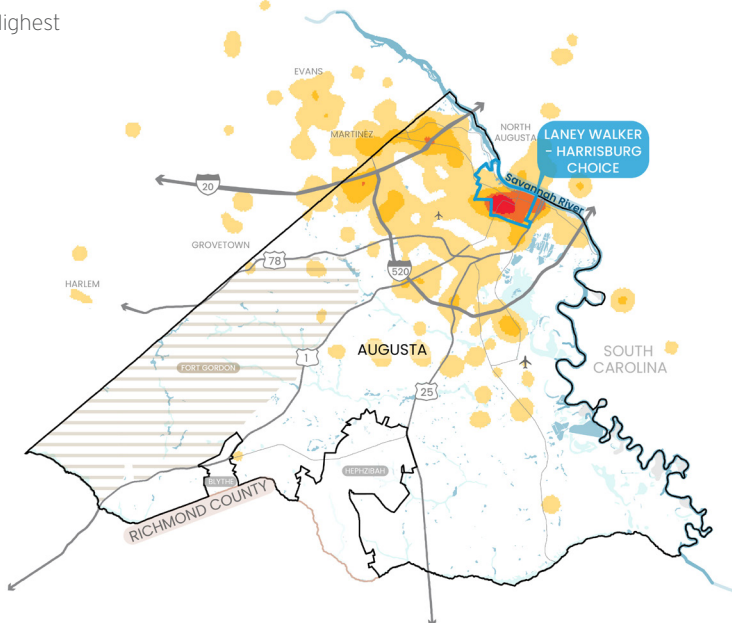 Highest
EVANS
MARTINEZ
NORTH
AUGUSTA
LANEY WALKER
- HARRISBURG
CHOICE
Savannah River
20
GROVETOWN
78
520
HARLEM
1
AUGUSTA
SOUTH
CAROLINA
FORT GORDON
25
HEPHZIBAH
BLYTHE
RICHMOND COUNTY